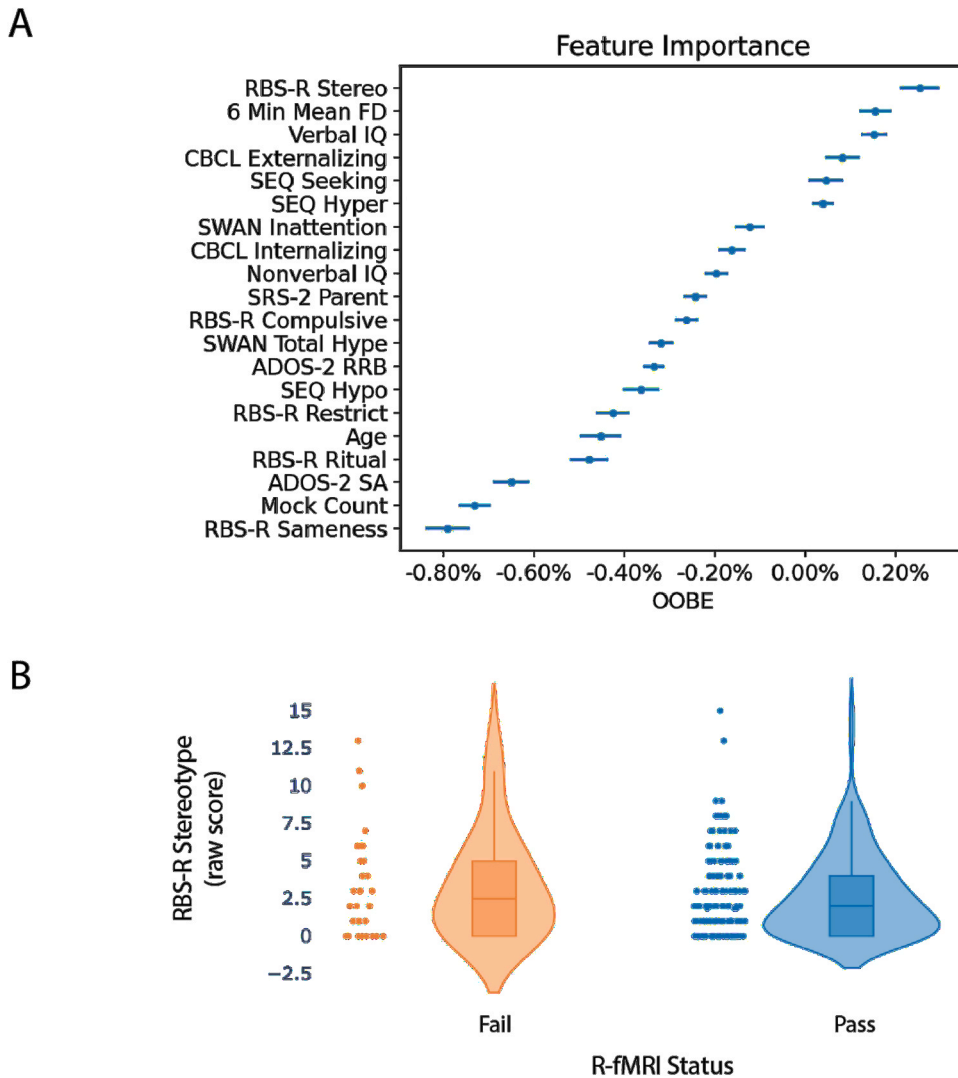 A
Feature Importance
RBS-R Stereo
6 Min Mean FD
Verbal IQ
CBCL Externalizing
SEQ Seeking
SEQ Hyper
SWAN Inattention
CBCL Internalizing
Nonverbal IQ
SRS-2 Parent
RBS-R Compulsive
SWAN Total Hype
ADOS-2 RRB
SEQ Hypo
RBS-R Restrict
Age
RBS-R Ritual
ADOS-2 SA
Mock Count
RBS-R Sameness
-0.80% -0.60% -0.40% -0.20% 0.00% 0.20%
OOBE
B
RBS-R Stereotype
(raw score)
15
12.5
10
7.5
5
2.5
0
−2.5
Fail Pass
R-fMRI Status